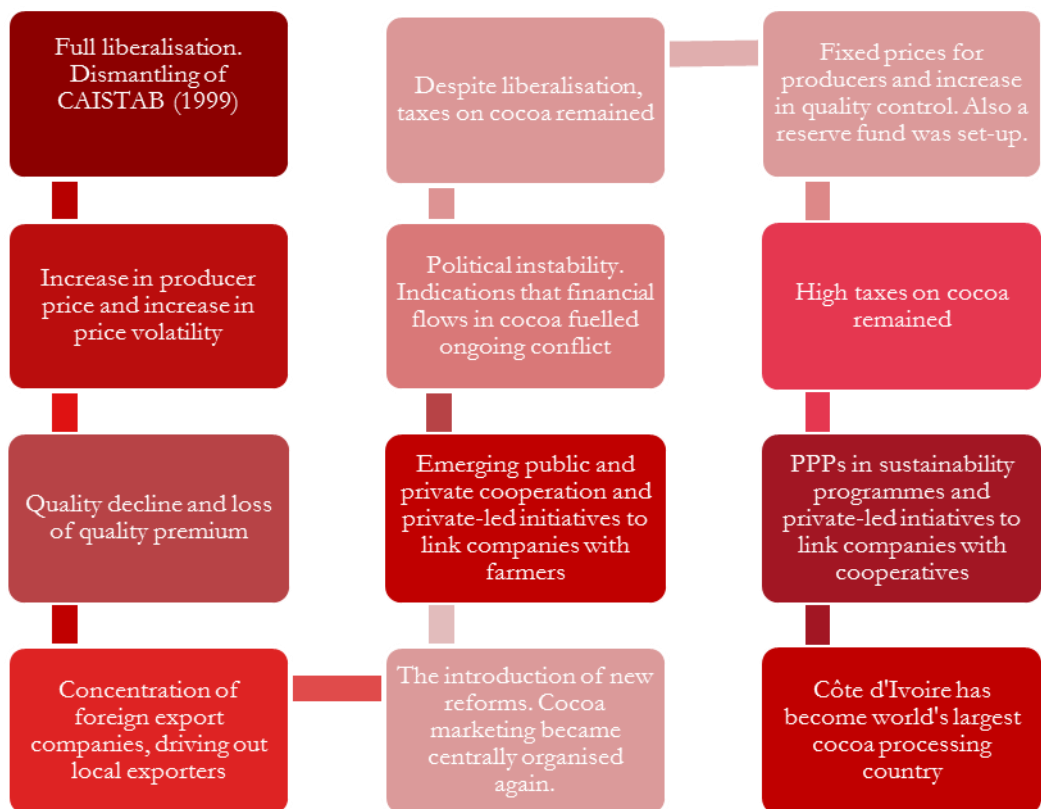 Full liberalisation.
Dismantling of
CAISTAB (1999)
Increase in producer
price and increase in
price volatility
Quality decline and loss
of quality premium
Concentration of
foreign export
companies, driving out
local exporters
The introduction of new
reforms. Cocoa
marketing became
centrally organised
again.
Emerging public and
private cooperation and
private-led initiatives to
link companies with
farmers
Political instability.
Indications that financial
flows in cocoa fuelled
ongoing conflict
Despite liberalisation,
taxes on cocoa remained
Fixed prices for
producers and increase
in quality control. Also a
reserve fund was set-up.
High taxes on cocoa
remained
PPPs in sustainability
programmes and
private-led intiatives to
link companies with
cooperatives
Côte d'Ivoire has
become world's largest
cocoa processing
country